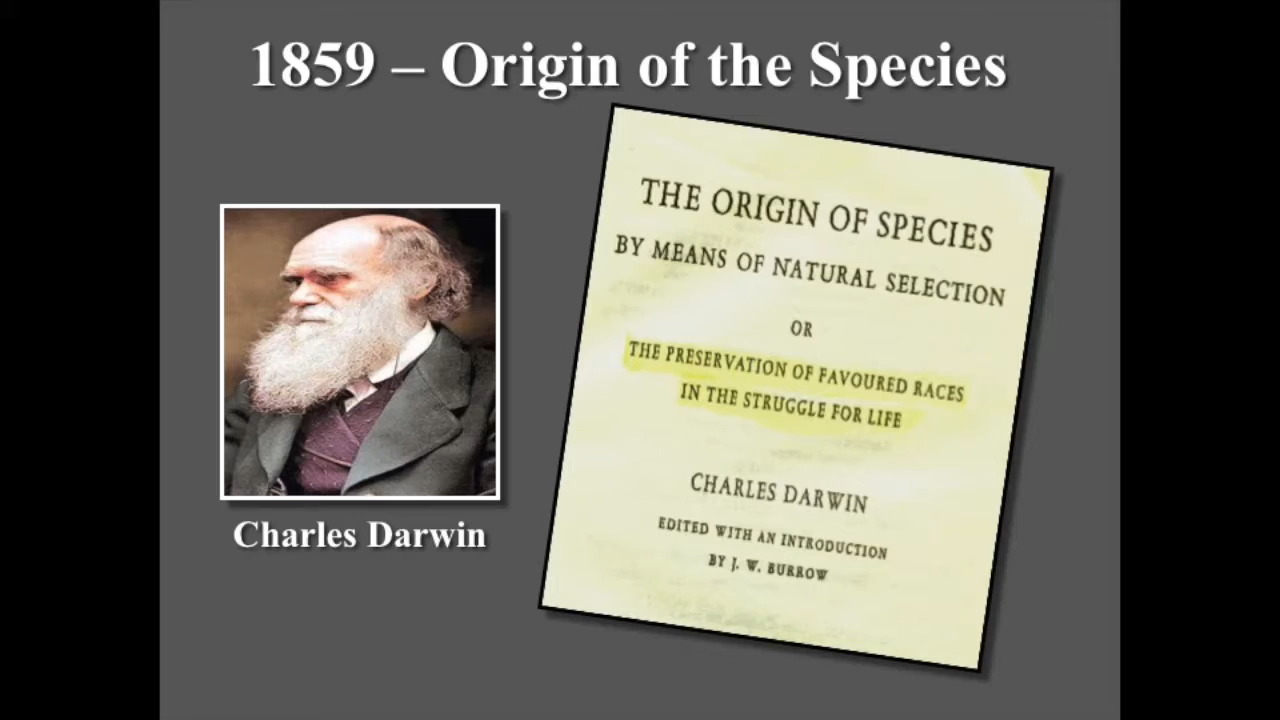 1859 – Origin of the Species
THE ORIGIN OF SPECIES
BY MEANS OF NATURAL SELECTION
OR
THE PRESERVATION OF FAVOURED RACES
IN THE STRUGGLE FOR LIFE
CHARLES DARWIN
EDITED WITH AN INTRODUCTION
BY J. W. BURROW
Charles Darwin